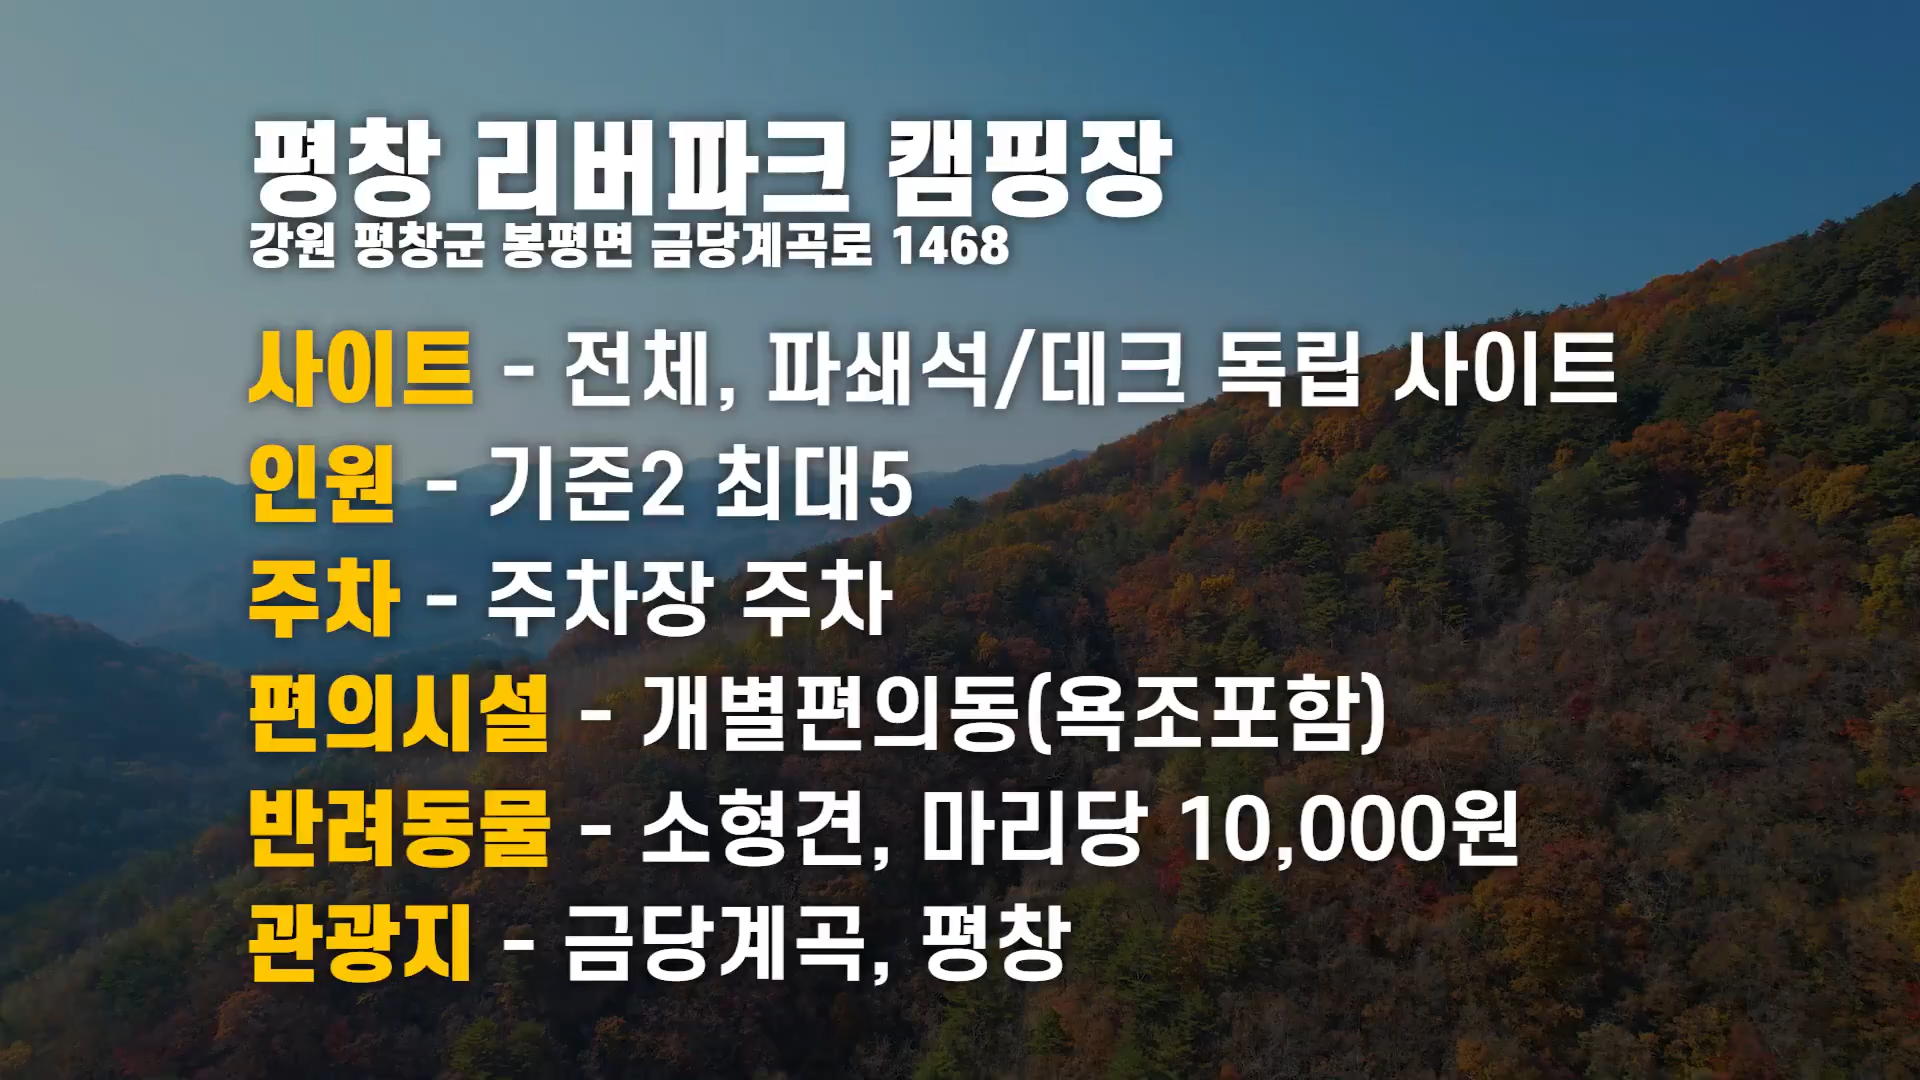 평창 리버파크 캠핑장
강원 평창군 봉평면 금당계곡로 1468
사이트 - 전체, 파쇄석/데크 독립 사이트
인원 - 기준2 최대5
주차 - 주차장 주차
편의시설 - 개별편의동(욕조포함)
반려동물 - 소형견, 마리당 10,000원
관광지 - 금당계곡, 평창